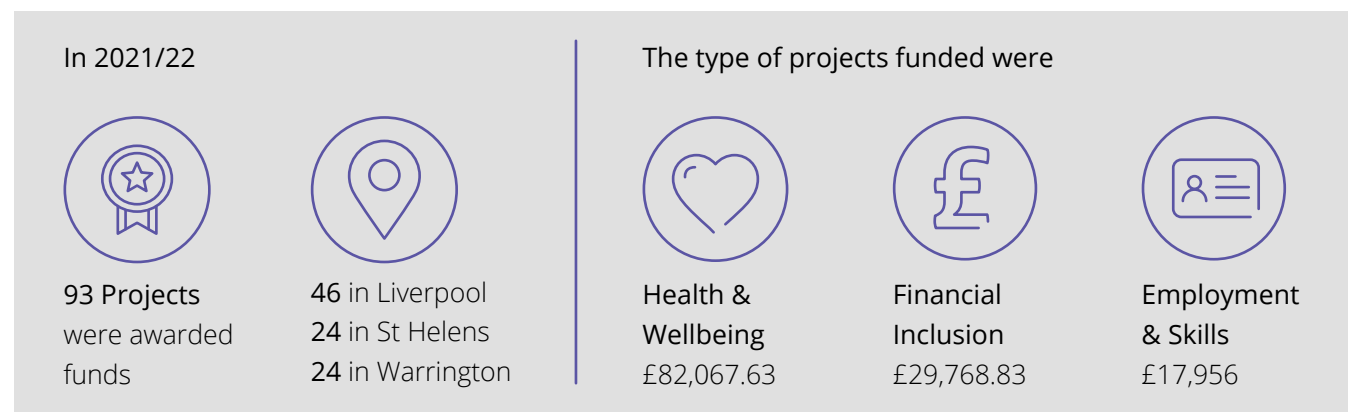 In 2021/22
93 Projects
were awarded
funds
46 in Liverpool
24 in St Helens
24 in Warrington
The type of projects funded were
Health &
Wellbeing
£82,067.63
Financial
Inclusion
£29,768.83
Employment
& Skills
£17,956